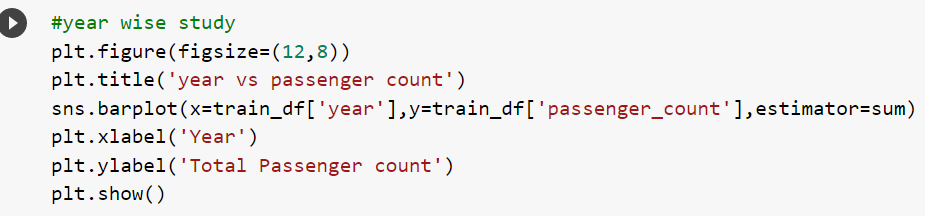 #year wise study
plt.figure(figsize=(12,8))
plt.title('year vs passenger count')
sns.barplot(x=train_df['year'],y=train_df['passenger_count'],estimator=sum)
plt.xlabel('Year')
plt.ylabel('Total Passenger count')
plt.show()